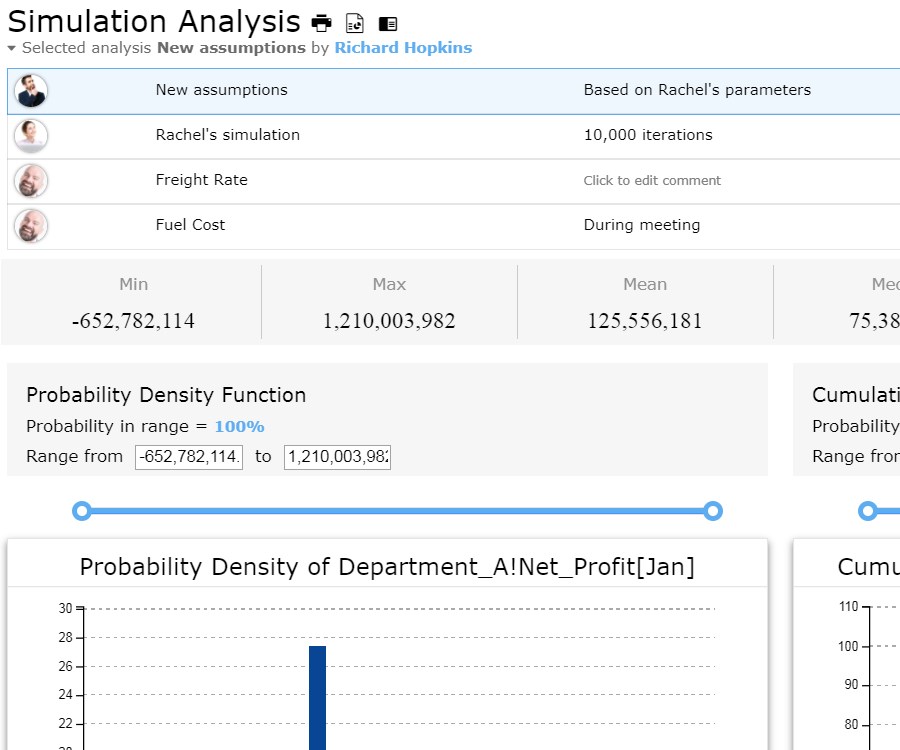 Simulation Analysis
Selected analysis New assumptions by Richard Hopkins
New assumptions Based on Rachel's parameters
Rachel's simulation 10,000 iterations
Freight Rate Click to edit comment
Fuel Cost During meeting
Min Max Mean Med
-652,782,114 1,210,003,982 125,556,181 75,38
Probability Density Function
Probability in range = 100%
Range from -652,782,114. to 1,210,003,982
Cumulati
Probability
Range from
Probability Density of Department_A!Net_Profit[Jan]
30
28
26
24
22
Cumu
110
100
90
80